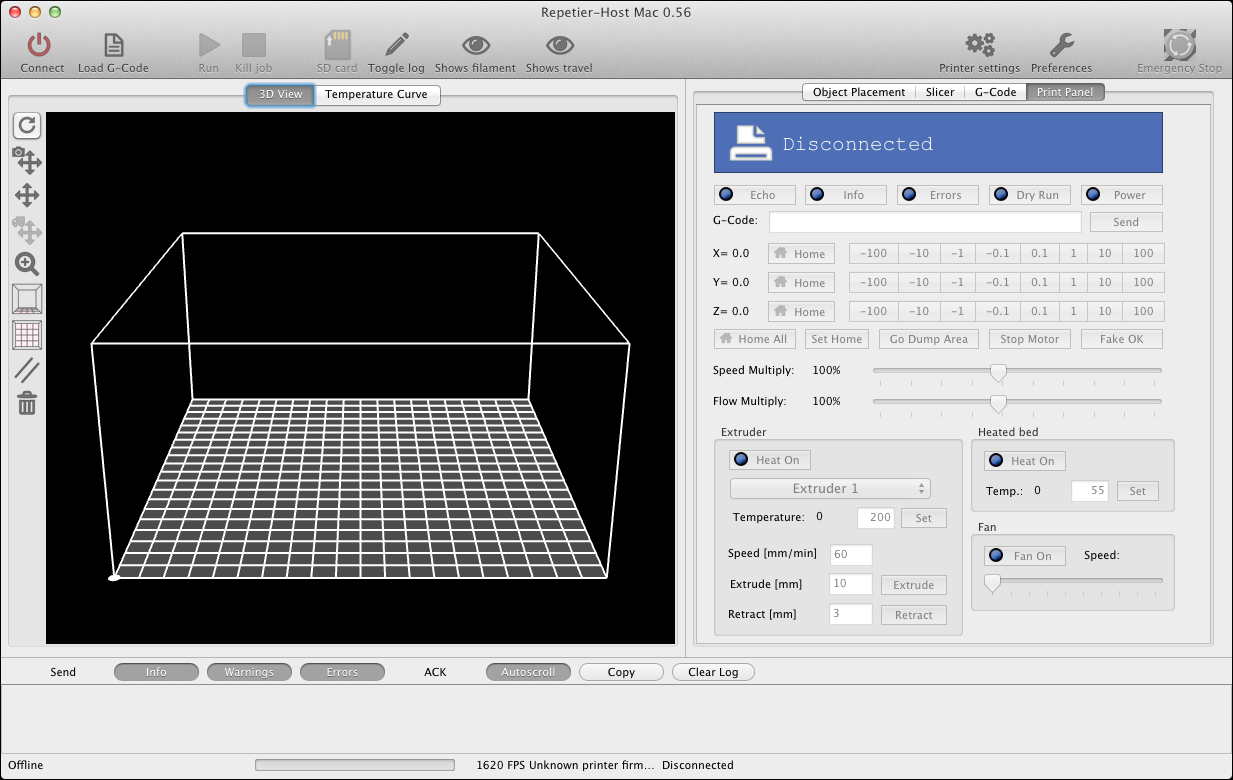 Repetier-Host Mac 0.56
Connect Load G-Code Run Kill job SD card Toggle log Shows filament Shows travel Printer settings Preferences Emergency Stop
3D View Temperature Curve
Object Placement Slicer G-Code Print Panel
Disconnected
Echo Info Errors Dry Run Power
G-Code: Send
X= 0.0 Home -100 -10 -1 -0.1 0.1 1 10 100
Y= 0.0 Home -100 -10 -1 -0.1 0.1 1 10 100
Z= 0.0 Home -100 -10 -1 -0.1 0.1 1 10 100
Home All Set Home Go Dump Area Stop Motor Fake OK
Speed Multiply: 100%
Flow Multiply: 100%
Extruder
Heat On
Extruder 1
Temperature: 0 200 Set
Speed [mm/min] 60
Extrude [mm] 10 Extrude
Retract [mm] 3 Retract
Heated bed
Heat On
Temp.: 0 55 Set
Fan
Fan On Speed:
Send Info Warnings Errors ACK Autoscroll Copy Clear Log
Offline 1620 FPS Unknown printer firm... Disconnected